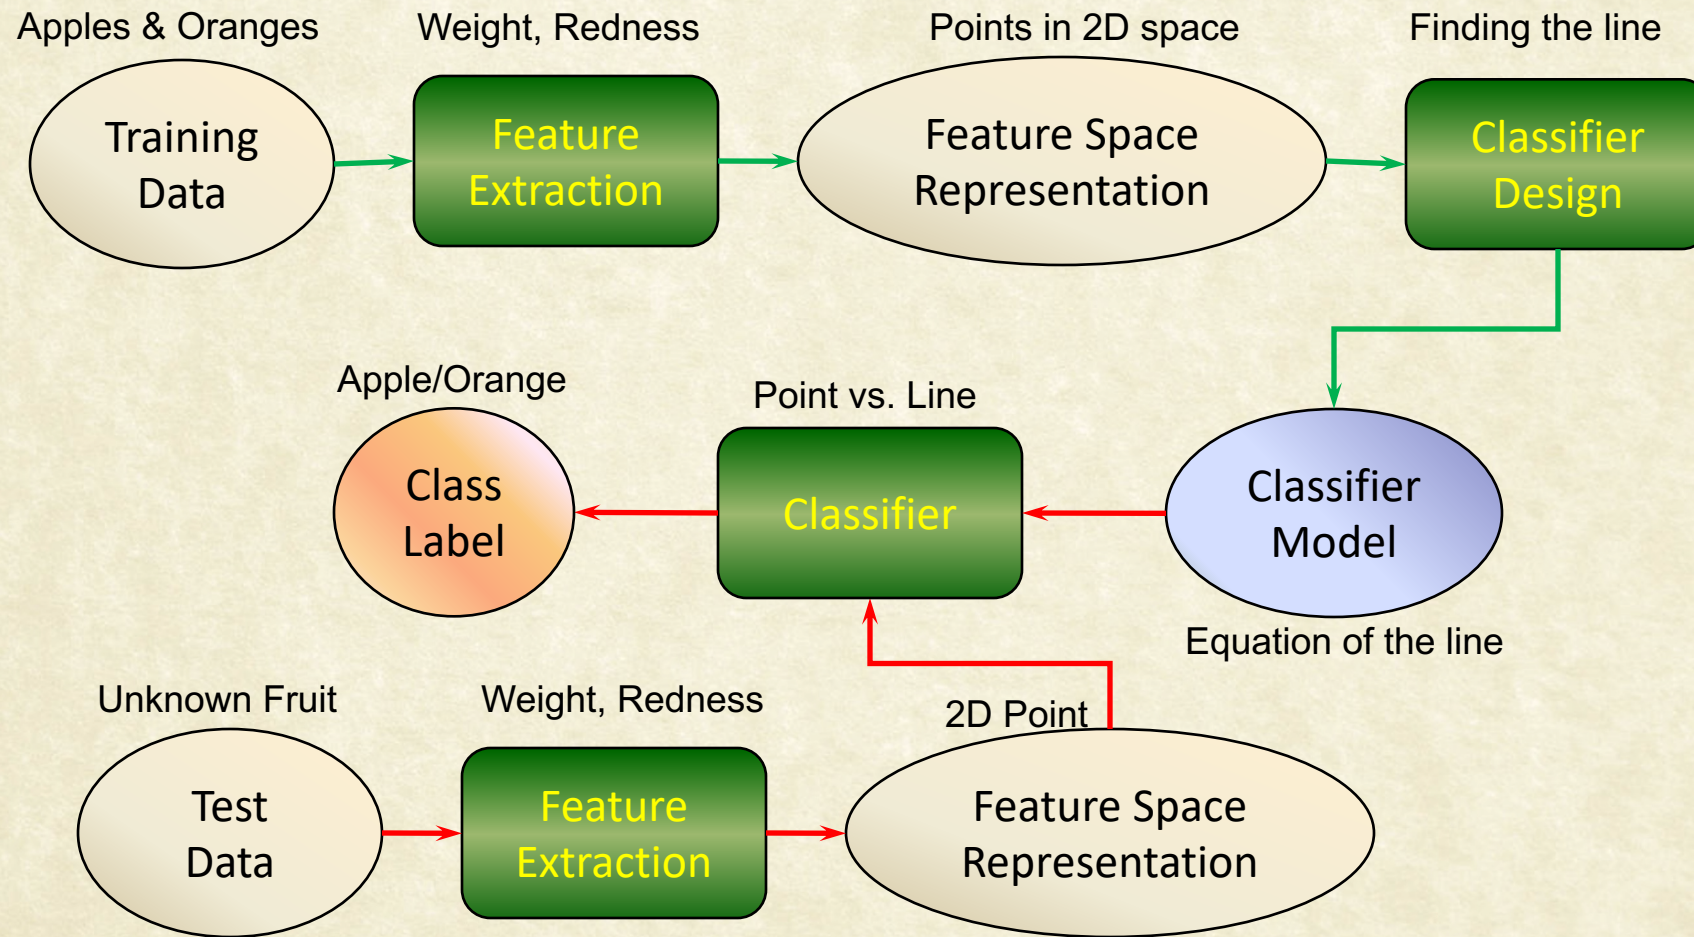 Apples & Oranges
Weight, Redness
Points in 2D space
Finding the line
Training
Data
Feature
Extraction
Feature Space
Representation
Classifier
Design
Apple/Orange
Point vs. Line
Class
Label
Classifier
Classifier
Model
Equation of the line
Unknown Fruit
Weight, Redness
2D Point
Test
Data
Feature
Extraction
Feature Space
Representation